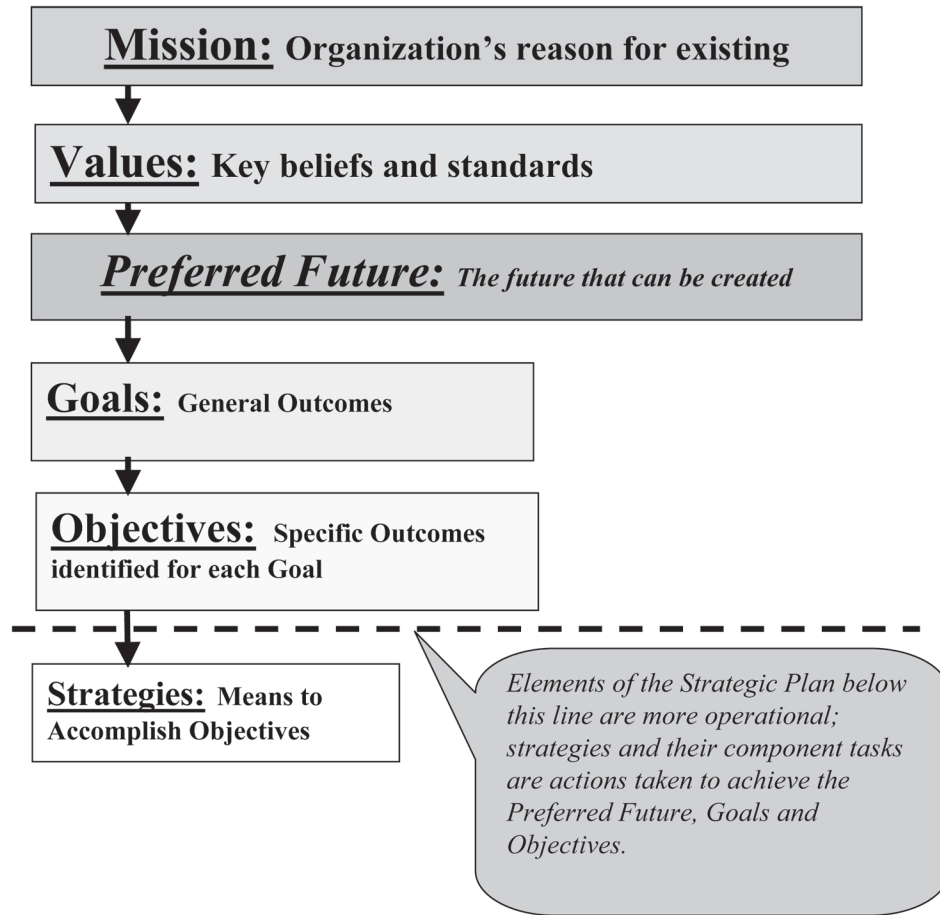 Mission: Organization’s reason for existing
Values: Key beliefs and standards
Preferred Future: The future that can be created
Goals: General Outcomes
Objectives: Specific Outcomes
identified for each Goal
Strategies: Means to
Accomplish Objectives
Elements of the Strategic Plan below
this line are more operational;
strategies and their component tasks
are actions taken to achieve the
Preferred Future, Goals and
Objectives.